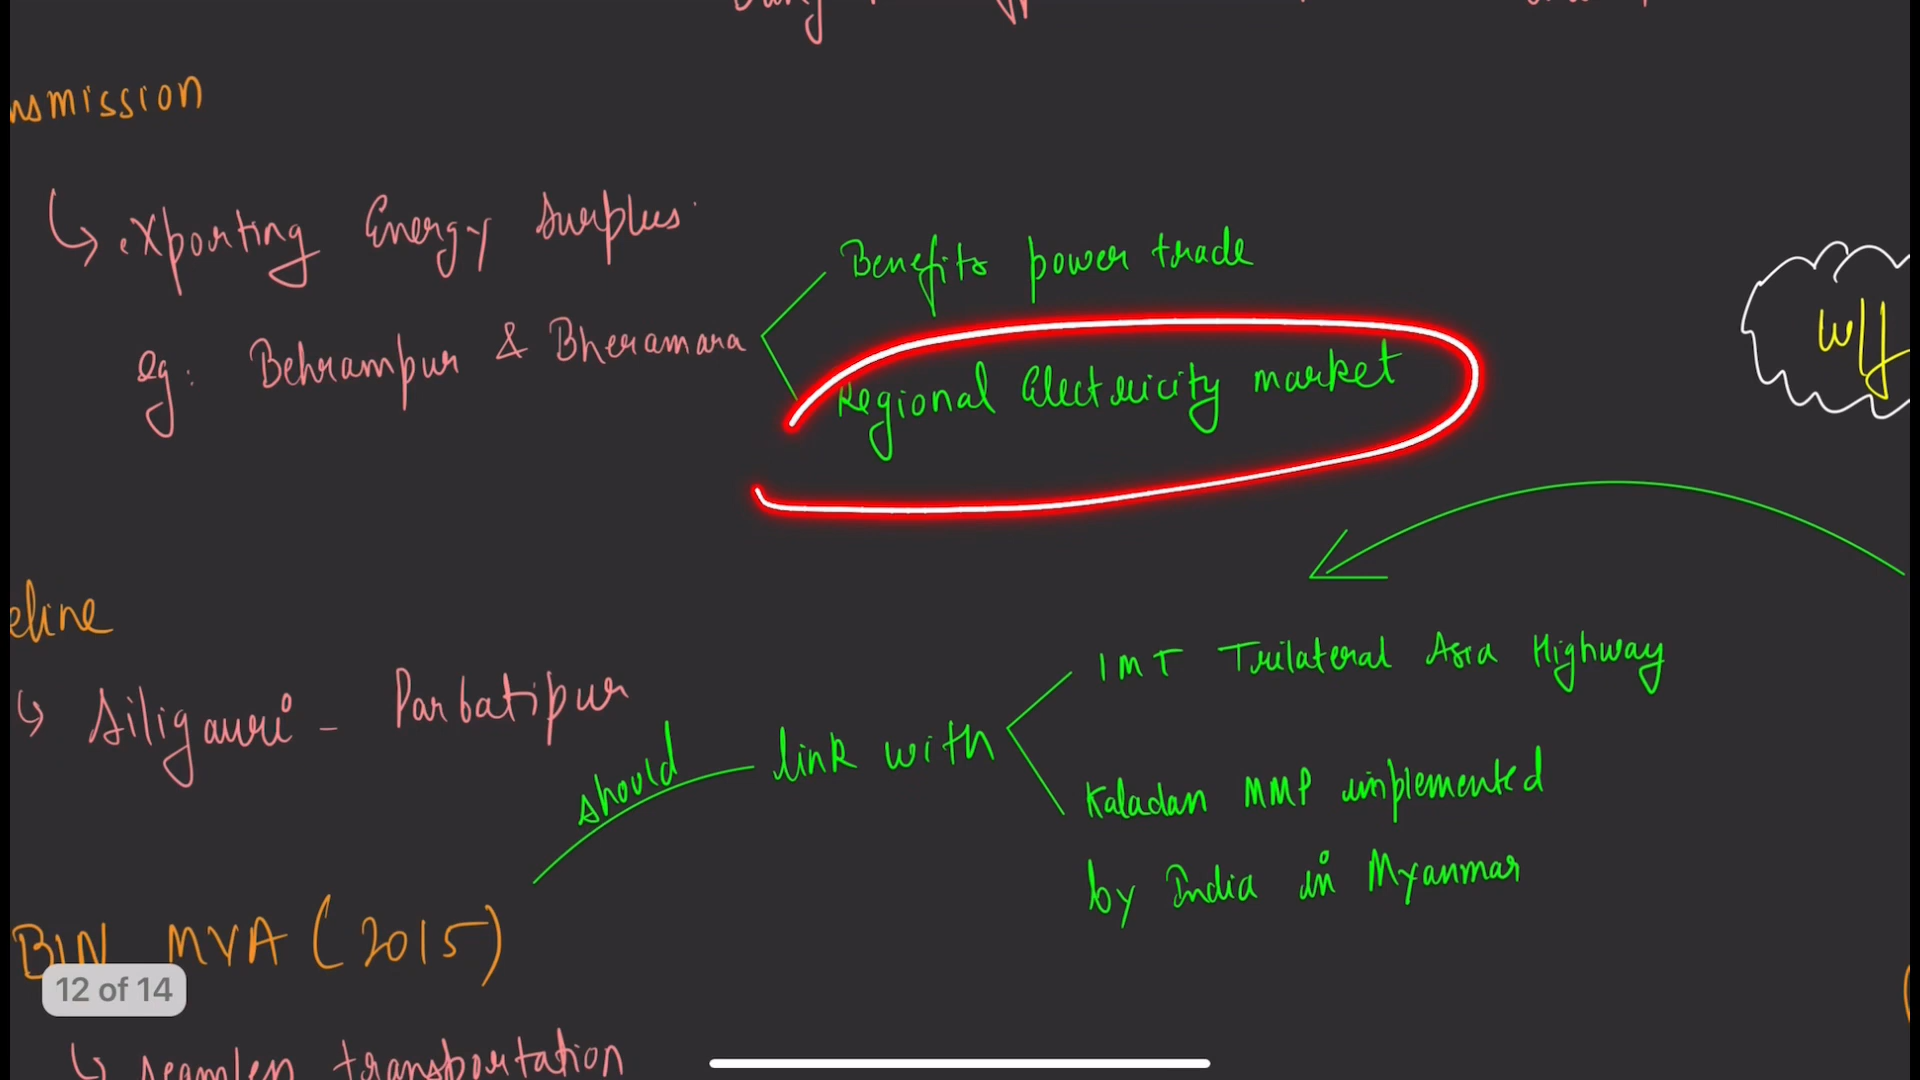 nsmission
exporting Energy Surplus
Benefits power trade
eg: Behrampur & Bheramara
Regional Electricity market
eline
IMT Trilateral Asia Highway
Siligauri - Parbatipur
should link with
Kaladan MMP implemented
by India in Myanmar
BIN MVA (2015)
12 of 14
seamless transportation